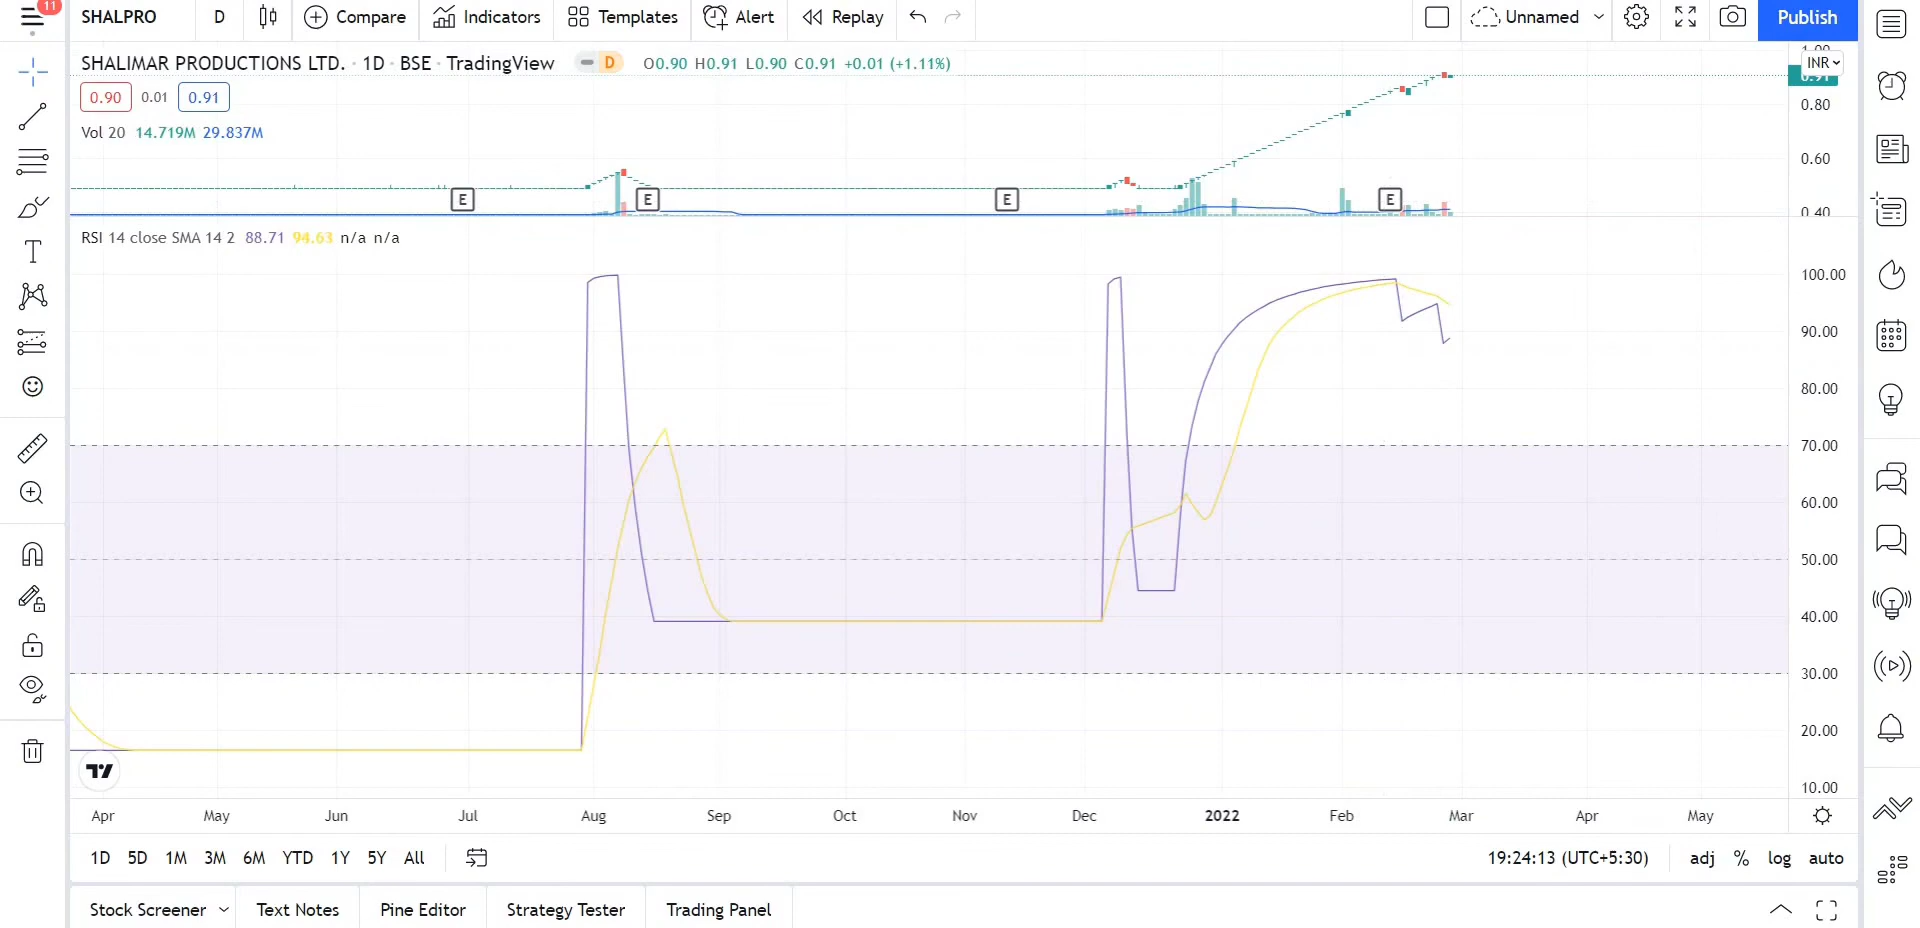 11
SHALPRO D Compare Indicators Templates Alert Replay Unnamed Publish
SHALIMAR PRODUCTIONS LTD. · 1D · BSE · TradingView D O0.90 H0.91 L0.90 C0.91 +0.01 (+1.11%)
1.00
INR
0.91
0.90 0.01 0.91
0.80
Vol 20 14.719M 29.837M
0.60
E E E E
0.40
RSI 14 close SMA 14 2 88.71 94.63 n/a n/a
100.00
90.00
80.00
70.00
60.00
50.00
40.00
30.00
20.00
10.00
Apr May Jun Jul Aug Sep Oct Nov Dec 2022 Feb Mar Apr May
1D 5D 1M 3M 6M YTD 1Y 5Y All 19:24:13 (UTC+5:30) adj % log auto
Stock Screener Text Notes Pine Editor Strategy Tester Trading Panel